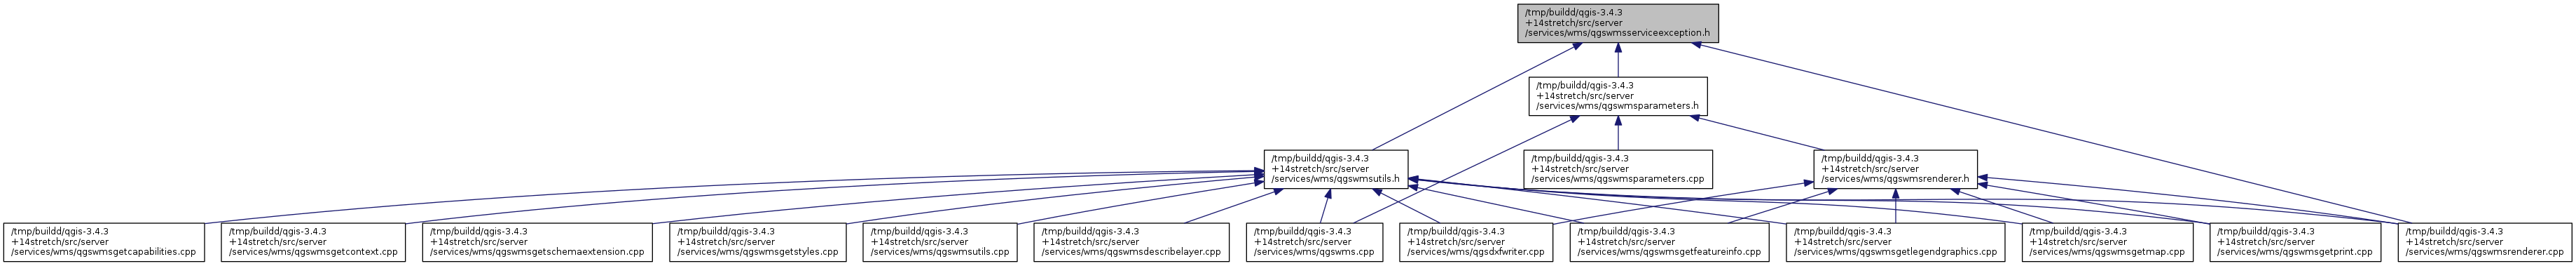 /tmp/buildd/qgis-3.4.3
+14stretch/src/server
/services/wms/qgswmsserviceexception.h
/tmp/buildd/qgis-3.4.3
+14stretch/src/server
/services/wms/qgswmsparameters.h
/tmp/buildd/qgis-3.4.3
+14stretch/src/server
/services/wms/qgswmsutils.h
/tmp/buildd/qgis-3.4.3
+14stretch/src/server
/services/wms/qgswmsparameters.cpp
/tmp/buildd/qgis-3.4.3
+14stretch/src/server
/services/wms/qgswmsrenderer.h
/tmp/buildd/qgis-3.4.3
+14stretch/src/server
/services/wms/qgswmsgetcapabilities.cpp
/tmp/buildd/qgis-3.4.3
+14stretch/src/server
/services/wms/qgswmsgetcontext.cpp
/tmp/buildd/qgis-3.4.3
+14stretch/src/server
/services/wms/qgswmsgetschemaextension.cpp
/tmp/buildd/qgis-3.4.3
+14stretch/src/server
/services/wms/qgswmsgetstyles.cpp
/tmp/buildd/qgis-3.4.3
+14stretch/src/server
/services/wms/qgswmsutils.cpp
/tmp/buildd/qgis-3.4.3
+14stretch/src/server
/services/wms/qgswmsdescribelayer.cpp
/tmp/buildd/qgis-3.4.3
+14stretch/src/server
/services/wms/qgswms.cpp
/tmp/buildd/qgis-3.4.3
+14stretch/src/server
/services/wms/qgsdxfwriter.cpp
/tmp/buildd/qgis-3.4.3
+14stretch/src/server
/services/wms/qgswmsgetfeatureinfo.cpp
/tmp/buildd/qgis-3.4.3
+14stretch/src/server
/services/wms/qgswmsgetlegendgraphics.cpp
/tmp/buildd/qgis-3.4.3
+14stretch/src/server
/services/wms/qgswmsgetmap.cpp
/tmp/buildd/qgis-3.4.3
+14stretch/src/server
/services/wms/qgswmsgetprint.cpp
/tmp/buildd/qgis-3.4.3
+14stretch/src/server
/services/wms/qgswmsrenderer.cpp